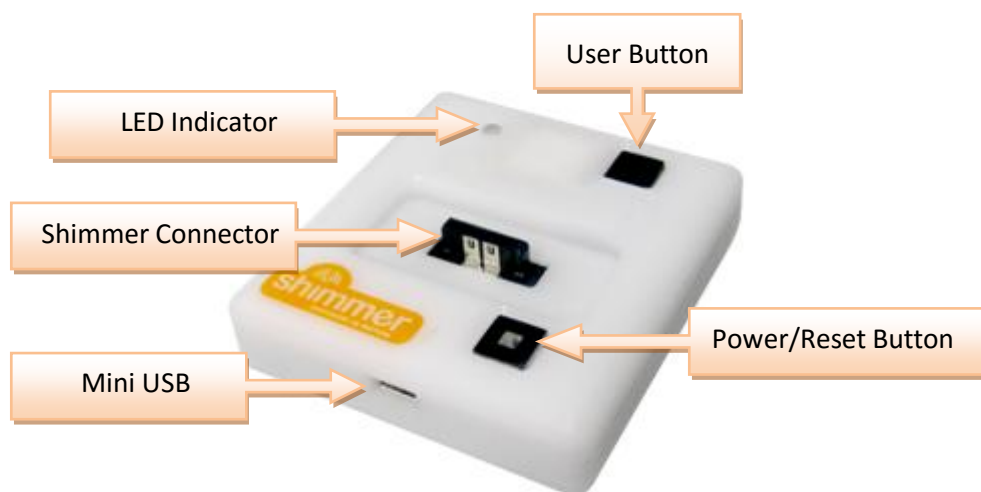 User Button
LED Indicator
Shimmer Connector
shimmer
Power/Reset Button
Mini USB